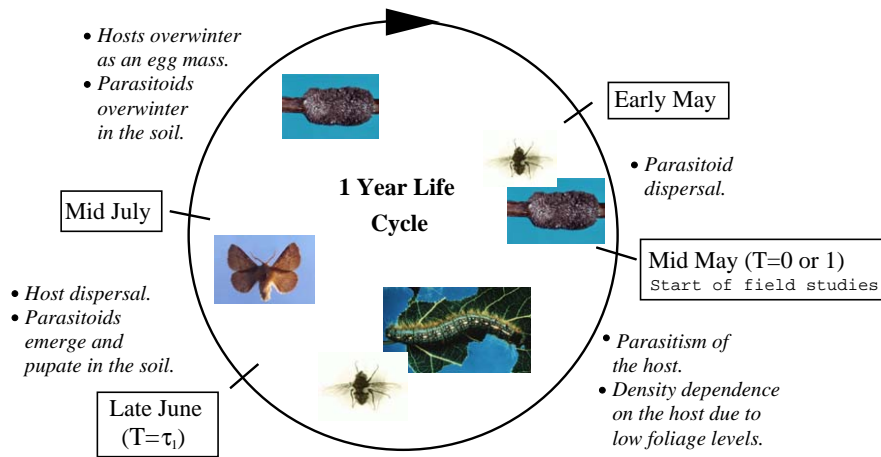 • Hosts overwinter
as an egg mass.
• Parasitoids
overwinter
in the soil.
Early May
• Parasitoid
dispersal.
1 Year Life
Cycle
Mid July
Mid May (T=0 or 1)
Start of field studies
• Host dispersal.
• Parasitoids
emerge and
pupate in the soil.
• Parasitism of
the host.
• Density dependence
on the host due to
low foliage levels.
Late June
(T=τ₁)